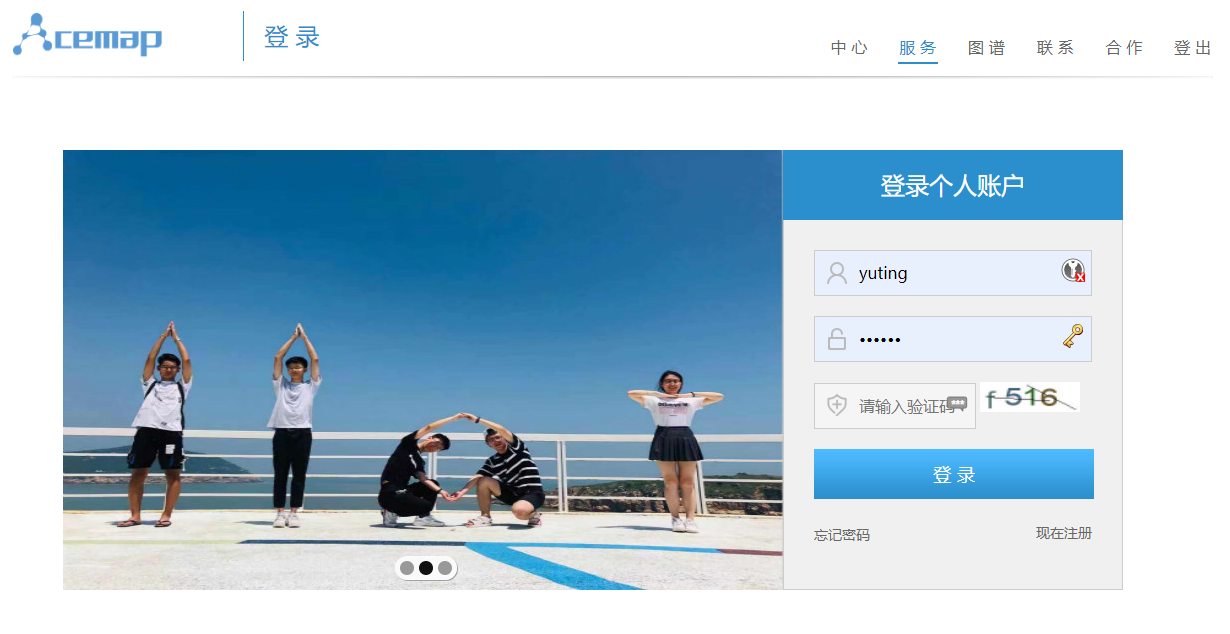 Acemap
登 录
中 心 服 务 图 谱 联 系 合 作 登 出
登录个人账户
yuting
••••••
请输入验证码
f 516
登 录
忘记密码
现在注册